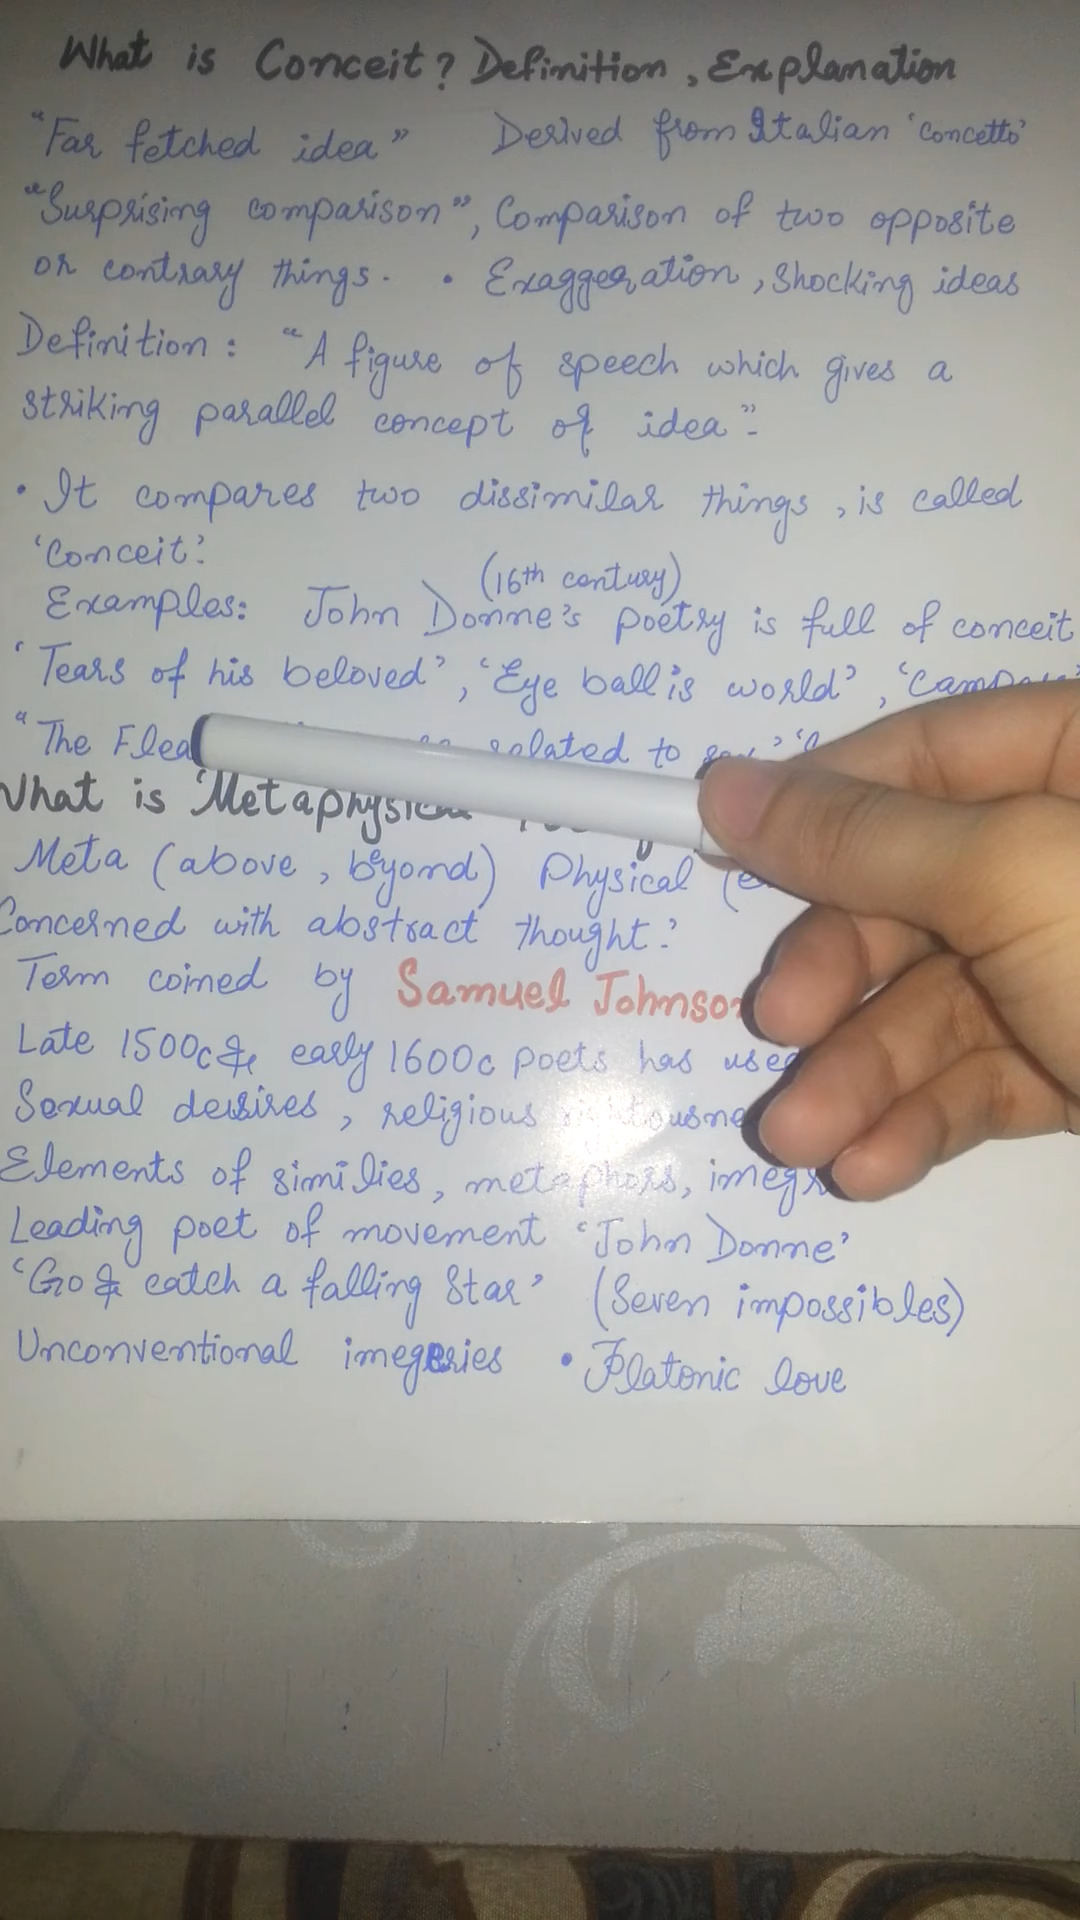 What is Conceit? Definition, Explanation
"Far fetched idea" Derived from Italian 'concetto'
"Surprising comparison", Comparison of two opposite
or contrary things. • Exaggeration, Shocking ideas
Definition: "A figure of speech which gives a
striking parallel concept of idea".
• It compares two dissimilar things, is called
'Conceit'.
(16th century)
Examples: John Donne's poetry is full of conceit
'Tears of his beloved', 'Eye ball is world',
"The Flea related to
What is 'Metaphysical
Meta (above, beyond) Physical
Concerned with abstract thought.'
Term coined by Samuel Johnson
Late 1500c & early 1600c poets has used
Sexual desires, religious
Elements of similies, metaphors,
Leading poet of movement 'John Donne'
'Go & catch a falling Star' (Seven impossibles)
Unconventional imegeries • Platonic love